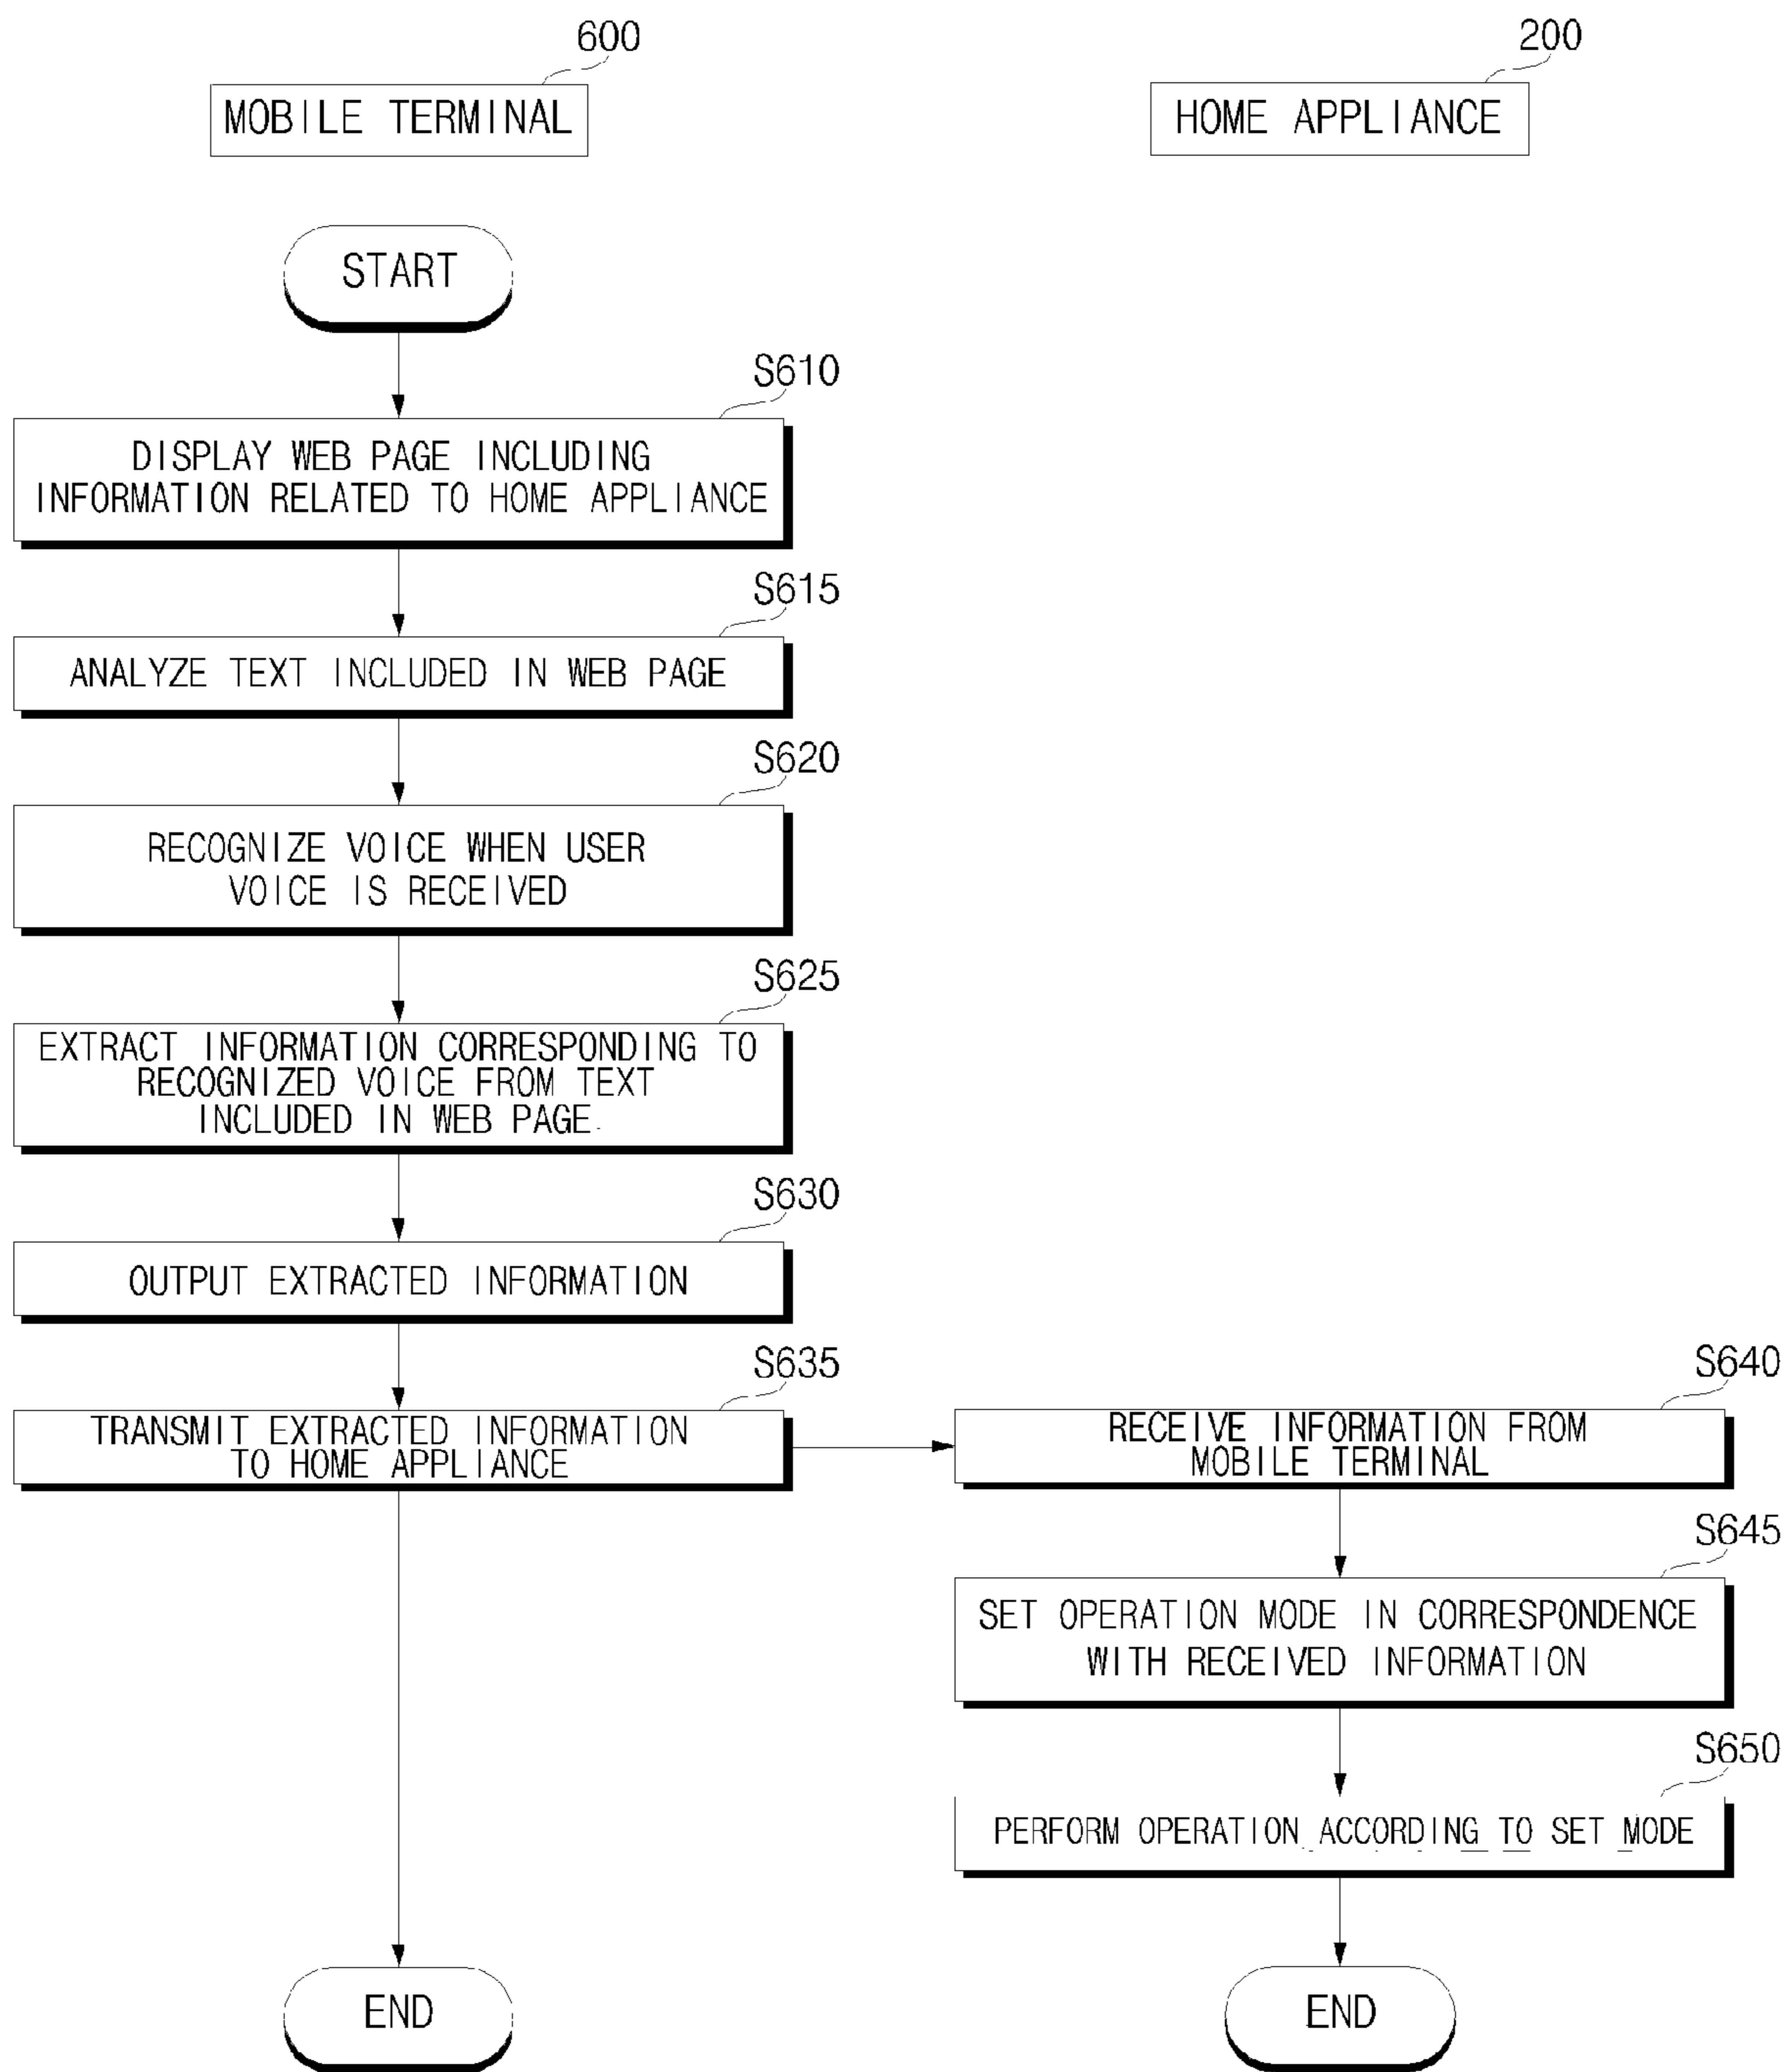 600
MOBILE TERMINAL
200
HOME APPLIANCE
START
S610
DISPLAY WEB PAGE INCLUDING
INFORMATION RELATED TO HOME APPLIANCE
S615
ANALYZE TEXT INCLUDED IN WEB PAGE
S620
RECOGNIZE VOICE WHEN USER
VOICE IS RECEIVED
S625
EXTRACT INFORMATION CORRESPONDING TO
RECOGNIZED VOICE FROM TEXT
INCLUDED IN WEB PAGE
S630
OUTPUT EXTRACTED INFORMATION
S635
TRANSMIT EXTRACTED INFORMATION
TO HOME APPLIANCE
S640
RECEIVE INFORMATION FROM
MOBILE TERMINAL
S645
SET OPERATION MODE IN CORRESPONDENCE
WITH RECEIVED INFORMATION
S650
PERFORM OPERATION ACCORDING TO SET MODE
END
END